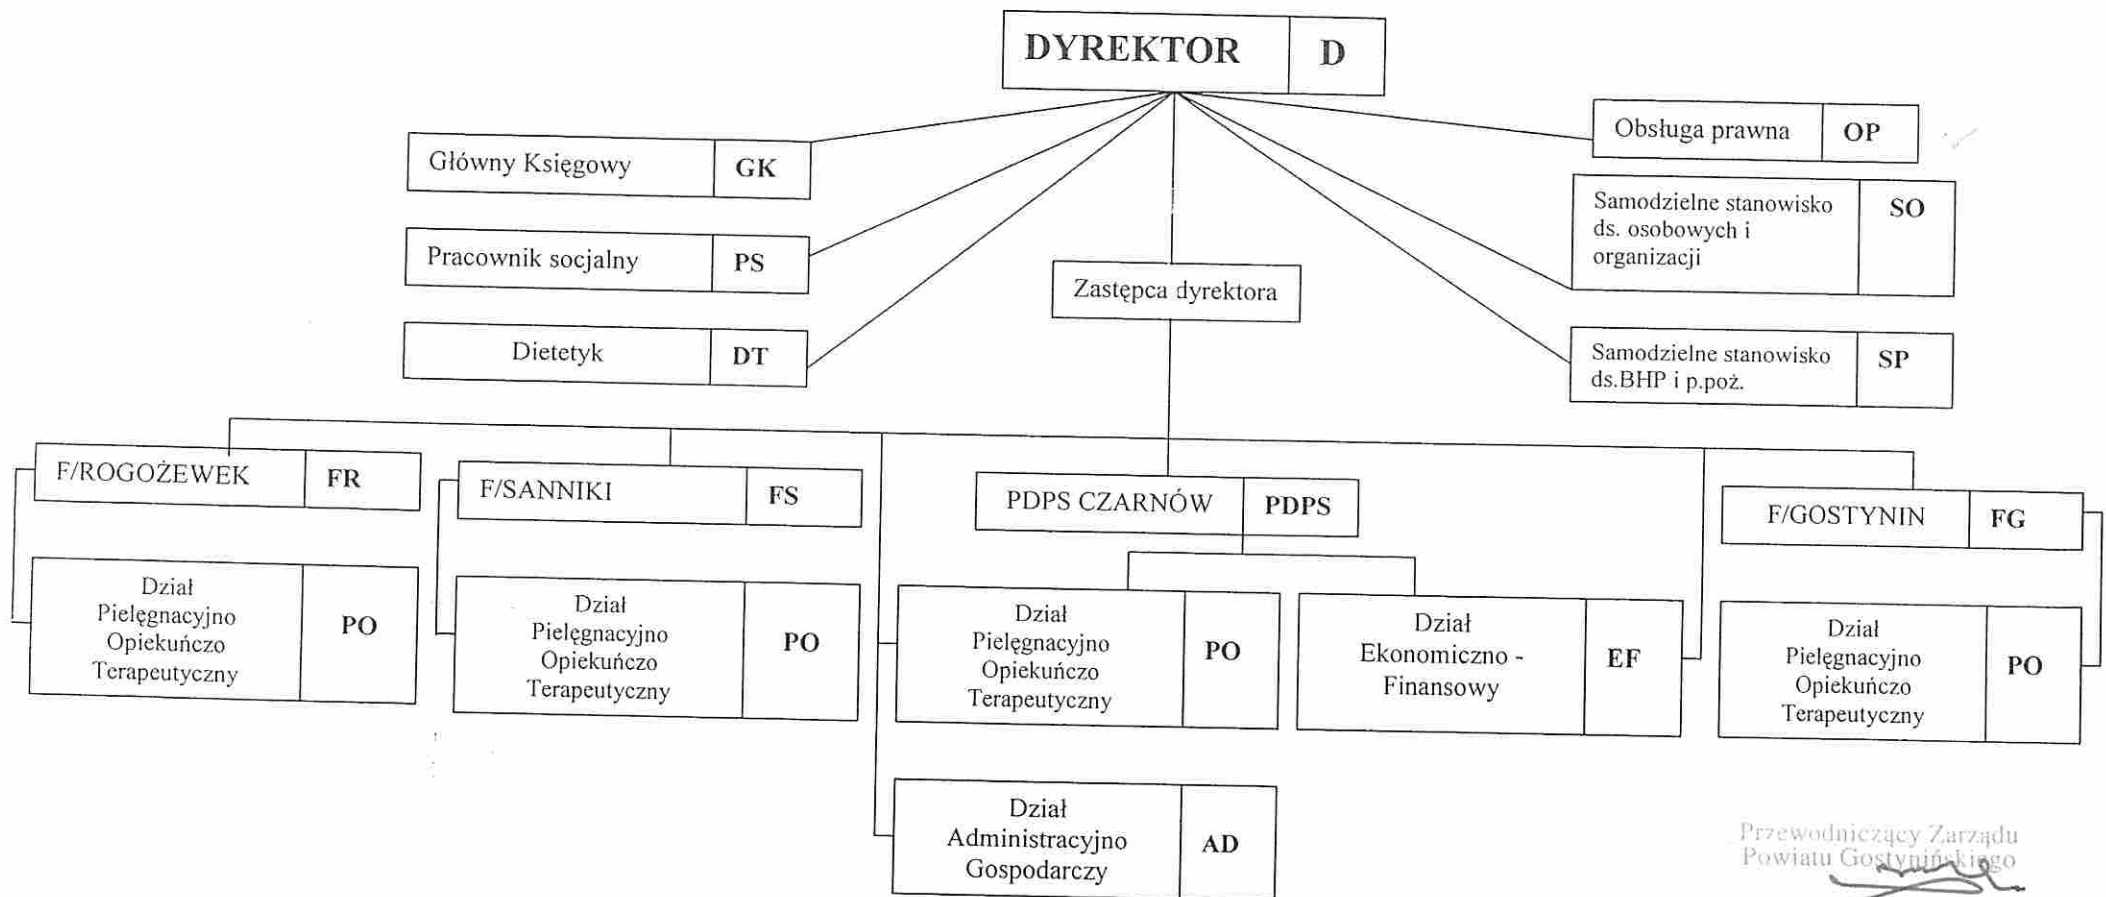 DYREKTOR D
Obsługa prawna OP
Główny Księgowy GK
Samodzielne stanowisko SO
ds. osobowych i
organizacji
Pracownik socjalny PS
Zastępca dyrektora
Dietetyk DT
Samodzielne stanowisko SP
ds.BHP i p.poż.
F/ROGOŻEWEK FR
F/SANNIKI FS
PDPS CZARNÓW PDPS
F/GOSTYNIN FG
Dział
Pielęgnacyjno
Opiekuńczo
Terapeutyczny
PO
Dział
Pielęgnacyjno
Opiekuńczo
Terapeutyczny
PO
Dział
Pielęgnacyjno
Opiekuńczo
Terapeutyczny
PO
Dział
Ekonomiczno -
Finansowy
EF
Dział
Pielęgnacyjno
Opiekuńczo
Terapeutyczny
PO
Dział
Administracyjno
Gospodarczy
AD
Przewodniczący Zarządu
Powiatu Gostynińskiego